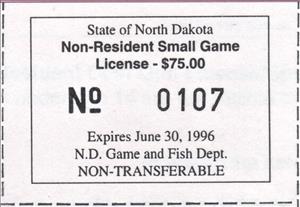 State of North Dakota
Non-Resident Small Game
License - $75.00
Nº 0107
Expires June 30, 1996
N.D. Game and Fish Dept.
NON-TRANSFERABLE